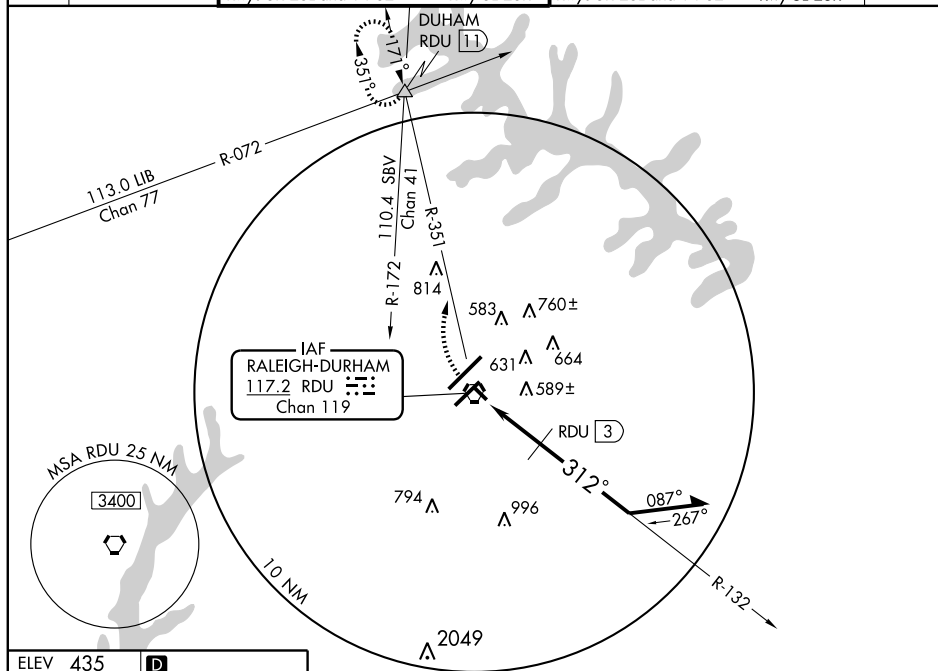 DUHAM
RDU 11
171°
351°
R-072
113.0 LIB
Chan 77
110.4 SBV
Chan 41
R-172
R-351
814
583
760±
631
664
589±
IAF
RALEIGH-DURHAM
117.2 RDU
Chan 119
RDU 3
312°
087°
267°
R-132
MSA RDU 25 NM
3400
794
996
10 NM
2049
ELEV 435
D